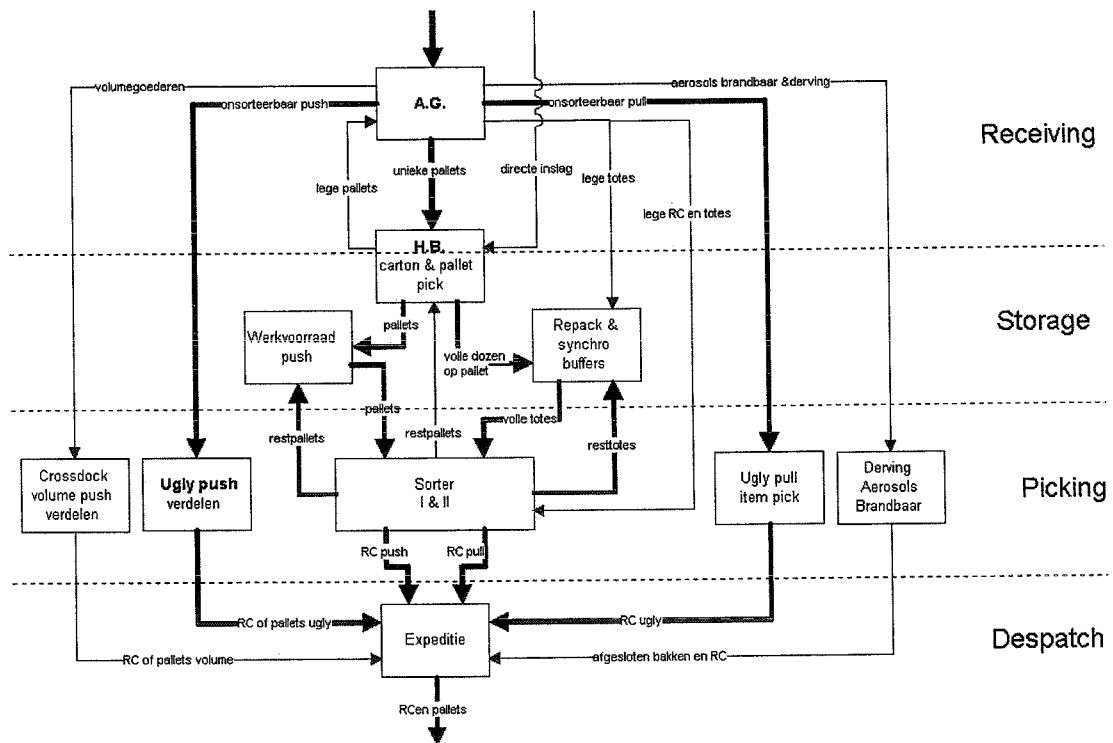 volumegoederen
aerosols brandbaar &derving
A.G.
onsorteerbaar push
onsorteerbaar pull
Receiving
lege pallets
unieke pallets
directe inslag
lege totes
lege RC en totes
H.B.
carton & pallet
pick
Storage
pallets
Werkvoorraad
push
Repack &
synchro
buffers
volle dozen
op pallet
pallets
volle totes
restpallets
restpallets
resttotes
Crossdock
volume push
verdelen
Ugly push
verdelen
Sorter
I & II
Ugly pull
item pick
Derving
Aerosols
Brandbaar
Picking
RC push
RC pull
RC of pallets ugly
Expeditie
RC ugly
Despatch
RC of pallets volume
afgesloten bakken en RC
RCen pallets